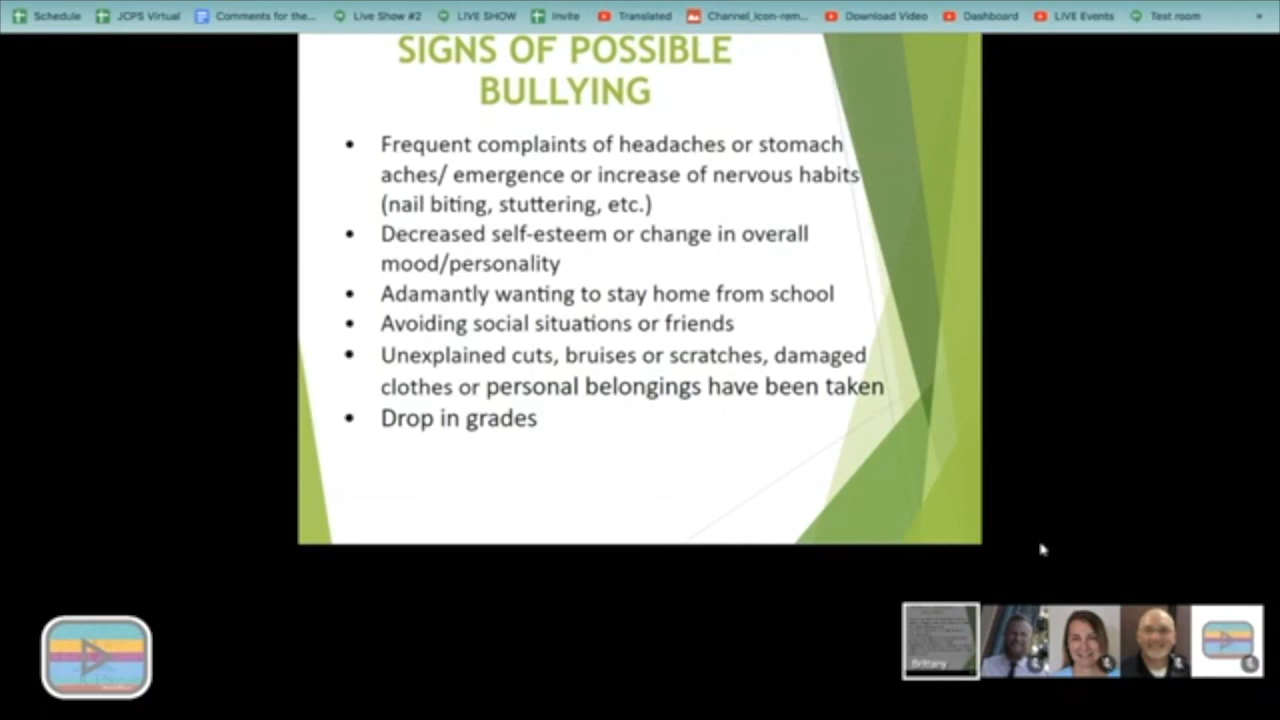 Schedule JCPS Virtual Comments for the... Live Show #2 LIVE SHOW Invite Translated Channel_icon-rem... Download Video Dashboard LIVE Events Test room »
SIGNS OF POSSIBLE
BULLYING
• Frequent complaints of headaches or stomach
aches/ emergence or increase of nervous habits
(nail biting, stuttering, etc.)
• Decreased self-esteem or change in overall
mood/personality
• Adamantly wanting to stay home from school
• Avoiding social situations or friends
• Unexplained cuts, bruises or scratches, damaged
clothes or personal belongings have been taken
• Drop in grades
Brittany